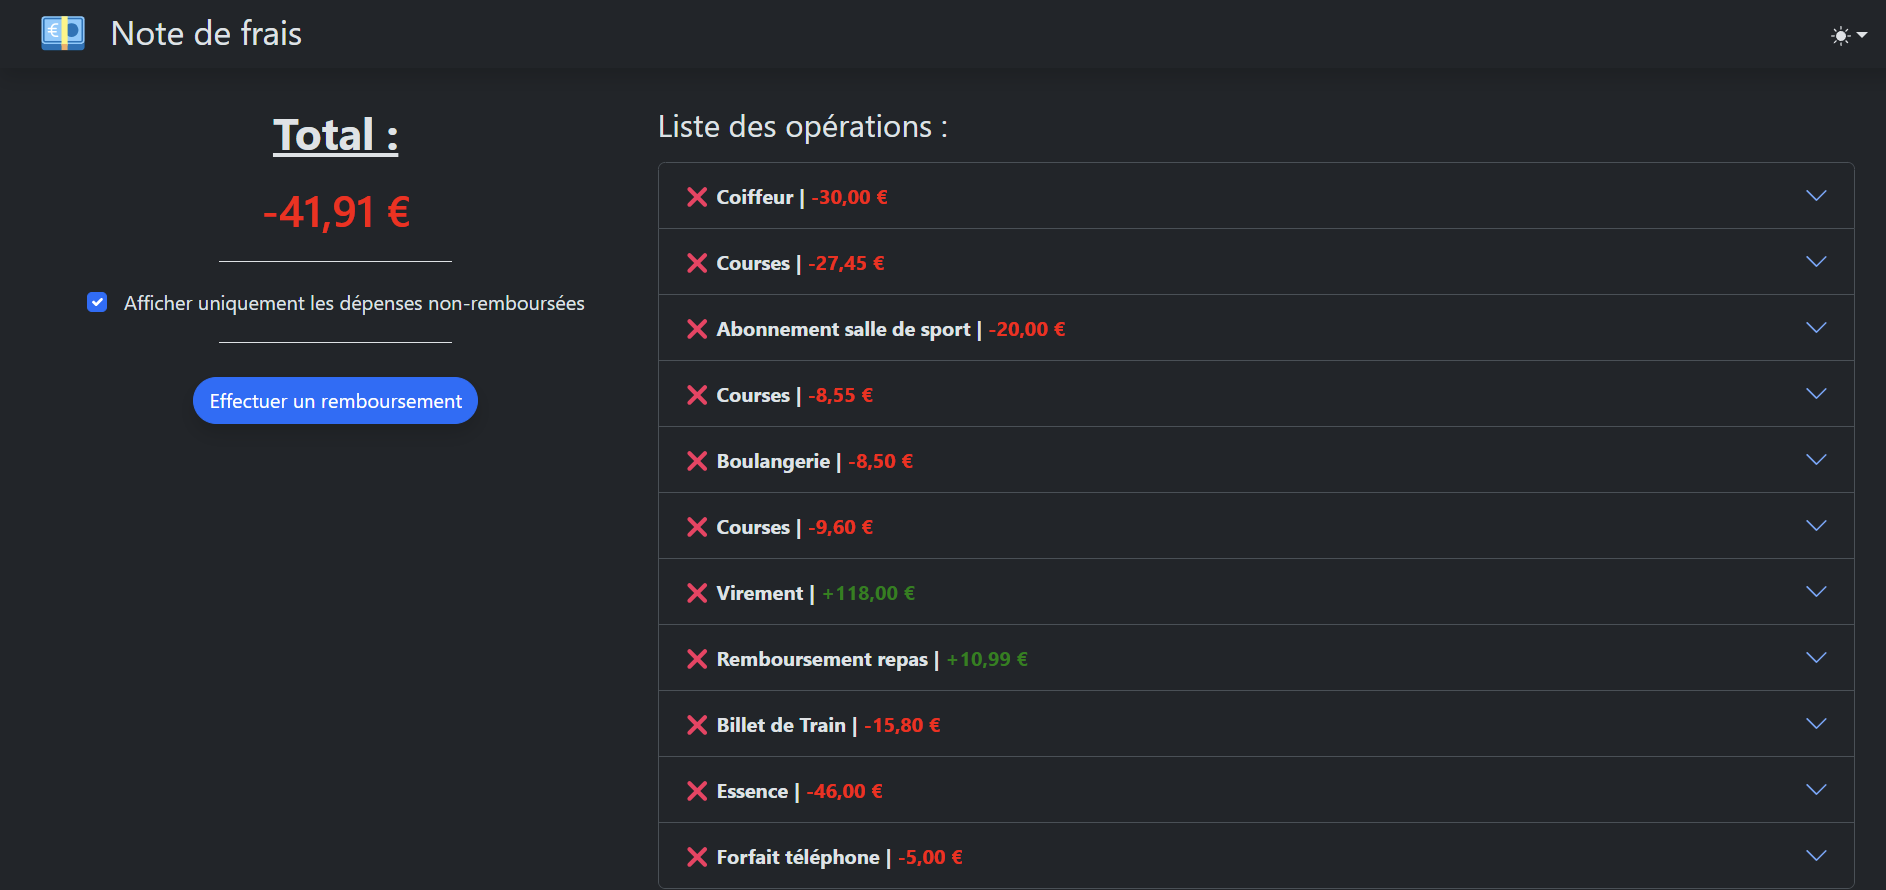 Note de frais
Total :
-41,91 €
Afficher uniquement les dépenses non-remboursées
Effectuer un remboursement
Liste des opérations :
❌ Coiffeur | -30,00 €
❌ Courses | -27,45 €
❌ Abonnement salle de sport | -20,00 €
❌ Courses | -8,55 €
❌ Boulangerie | -8,50 €
❌ Courses | -9,60 €
❌ Virement | +118,00 €
❌ Remboursement repas | +10,99 €
❌ Billet de Train | -15,80 €
❌ Essence | -46,00 €
❌ Forfait téléphone | -5,00 €